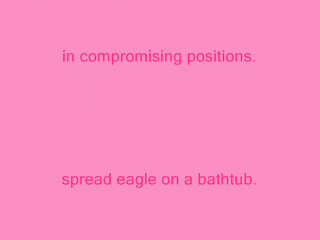 in compromising positions.
spread eagle on a bathtub.